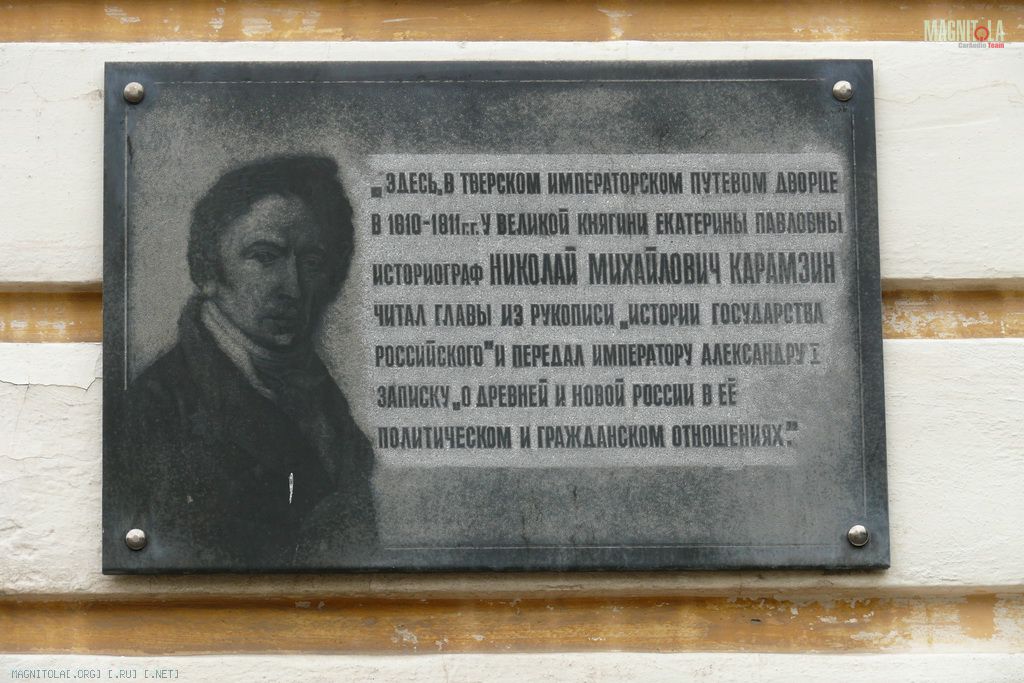 MAGNITOLA
CarAudio Team
„ЗДЕСЬ, В ТВЕРСКОМ ИМПЕРАТОРСКОМ ПУТЕВОМ ДВОРЦЕ
В 1810-1811 г.г. У ВЕЛИКОЙ КНЯГИНИ ЕКАТЕРИНЫ ПАВЛОВНЫ
ИСТОРИОГРАФ НИКОЛАЙ МИХАЙЛОВИЧ КАРАМЗИН
ЧИТАЛ ГЛАВЫ ИЗ РУКОПИСИ „ИСТОРИИ ГОСУДАРСТВА
РОССИЙСКОГО" И ПЕРЕДАЛ ИМПЕРАТОРУ АЛЕКСАНДРУ I
ЗАПИСКУ „О ДРЕВНЕЙ И НОВОЙ РОССИИ В ЕЁ
ПОЛИТИЧЕСКОМ И ГРАЖДАНСКОМ ОТНОШЕНИЯХ."
MAGNITOLA[.ORG] [.RU] [.NET]